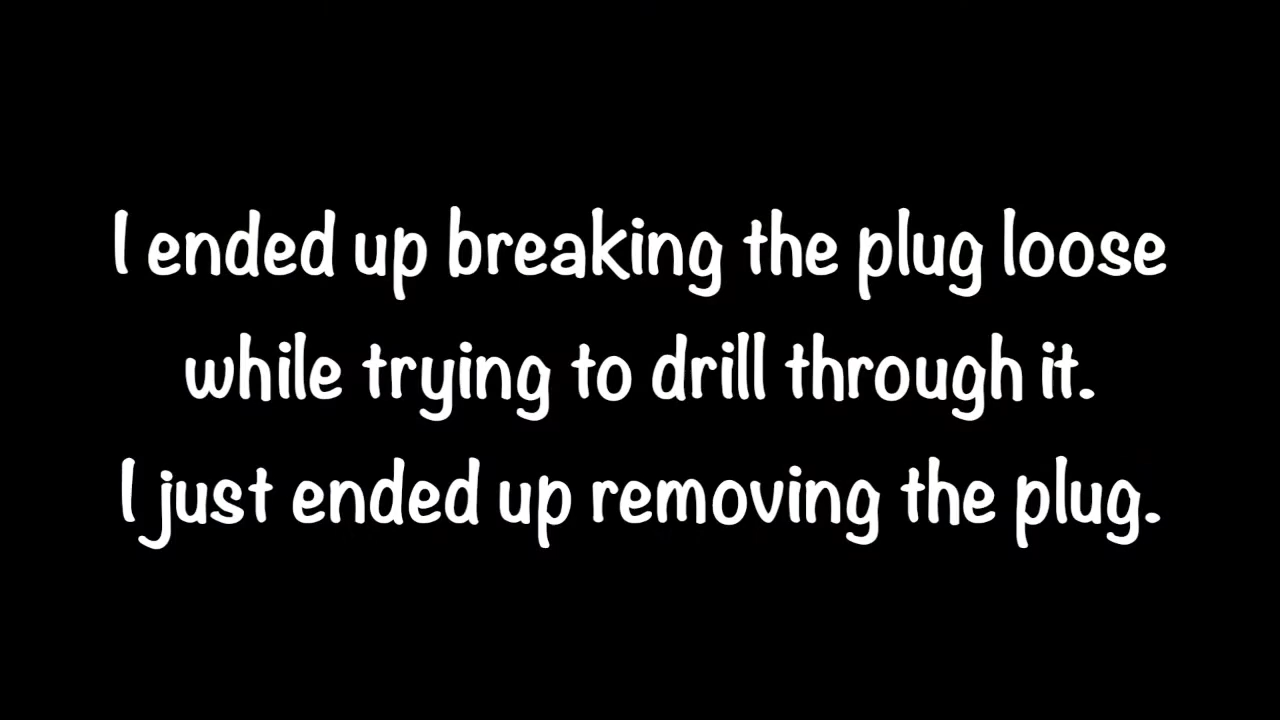 I ended up breaking the plug loose
while trying to drill through it.
I just ended up removing the plug.